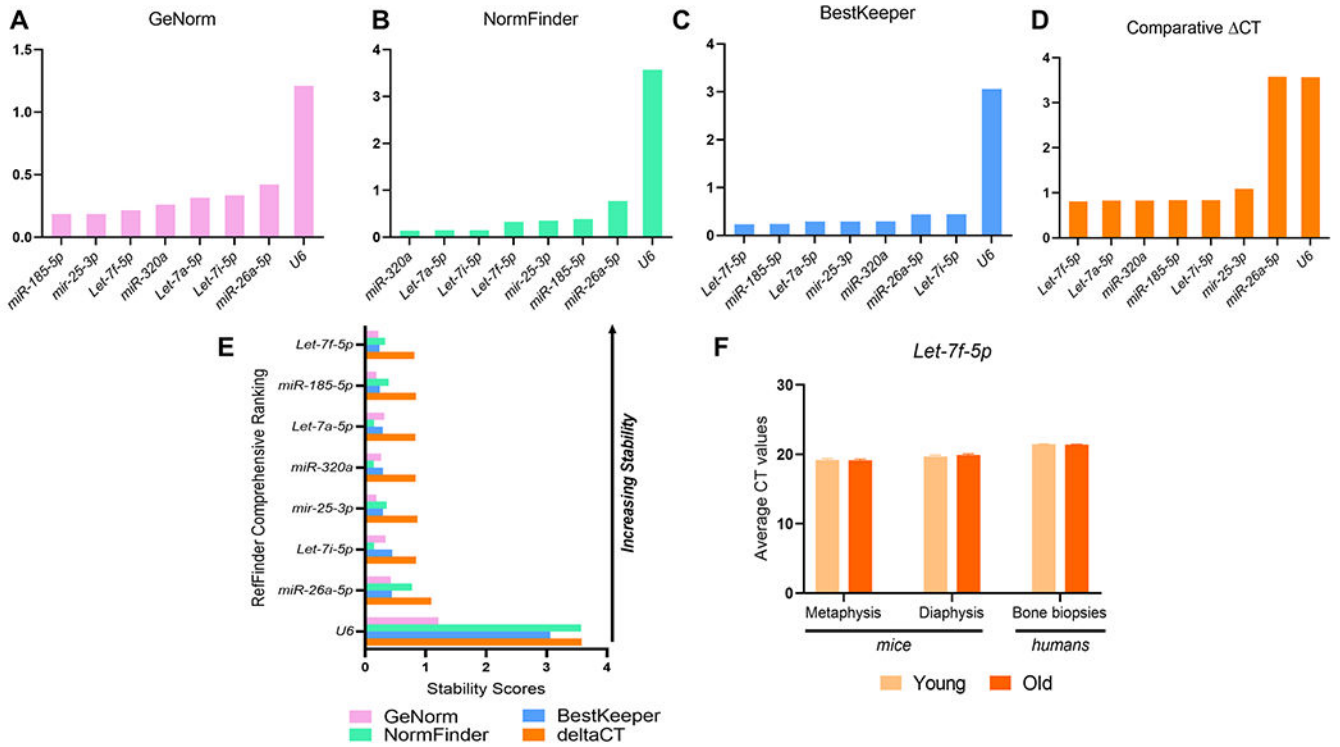 A
GeNorm
1.5
1.0
0.5
0.0
miR-185-5p
mir-25-3p
Let-7f-5p
miR-320a
Let-7a-5p
Let-7i-5p
miR-26a-5p
U6
B
NormFinder
4
3
2
1
0
miR-320a
Let-7a-5p
Let-7i-5p
Let-7f-5p
mir-25-3p
miR-185-5p
miR-26a-5p
U6
C
BestKeeper
4
3
2
1
0
Let-7f-5p
miR-185-5p
Let-7a-5p
mir-25-3p
miR-320a
miR-26a-5p
Let-7i-5p
U6
D
Comparative ΔCT
4
3
2
1
0
Let-7f-5p
Let-7a-5p
miR-320a
miR-185-5p
Let-7i-5p
mir-25-3p
miR-26a-5p
U6
E
RefFinder Comprehensive Ranking
Let-7f-5p
miR-185-5p
Let-7a-5p
miR-320a
mir-25-3p
Let-7i-5p
miR-26a-5p
U6
0 1 2 3 4
Stability Scores
Increasing Stability
GeNorm
NormFinder
BestKeeper
deltaCT
F
Let-7f-5p
Average CT values
30
20
10
0
Metaphysis Diaphysis Bone biopsies
mice humans
Young Old